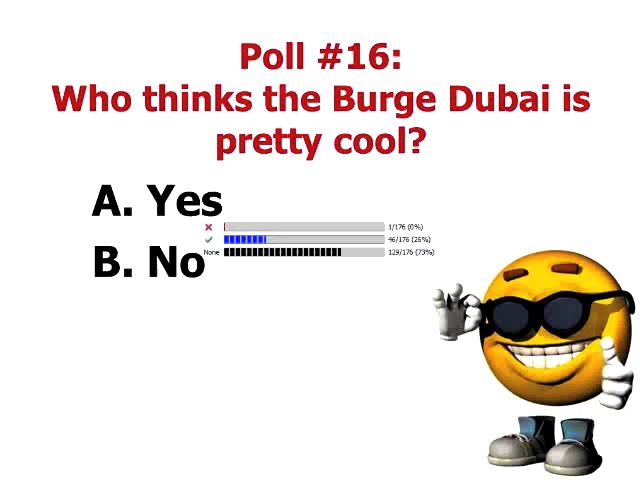 Poll #16:
Who thinks the Burge Dubai is
pretty cool?
A. Yes
1/176 (0%)
46/176 (26%)
B. No
None 129/176 (73%)